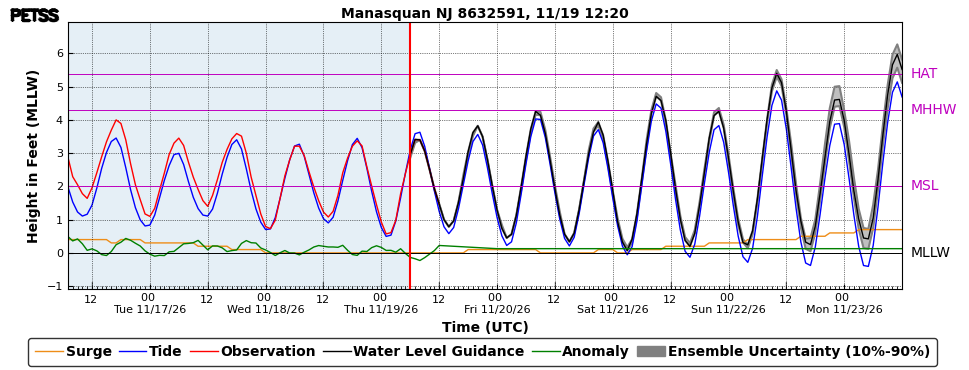 PETSS
Manasquan NJ 8632591, 11/19 12:20
Height in Feet (MLLW)
6
5
4
3
2
1
0
−1
HAT
MHHW
MSL
MLLW
12 00 12 00 12 00 12 00 12 00 12 00 12 00
Tue 11/17/26 Wed 11/18/26 Thu 11/19/26 Fri 11/20/26 Sat 11/21/26 Sun 11/22/26 Mon 11/23/26
Time (UTC)
Surge Tide Observation Water Level Guidance Anomaly Ensemble Uncertainty (10%-90%)